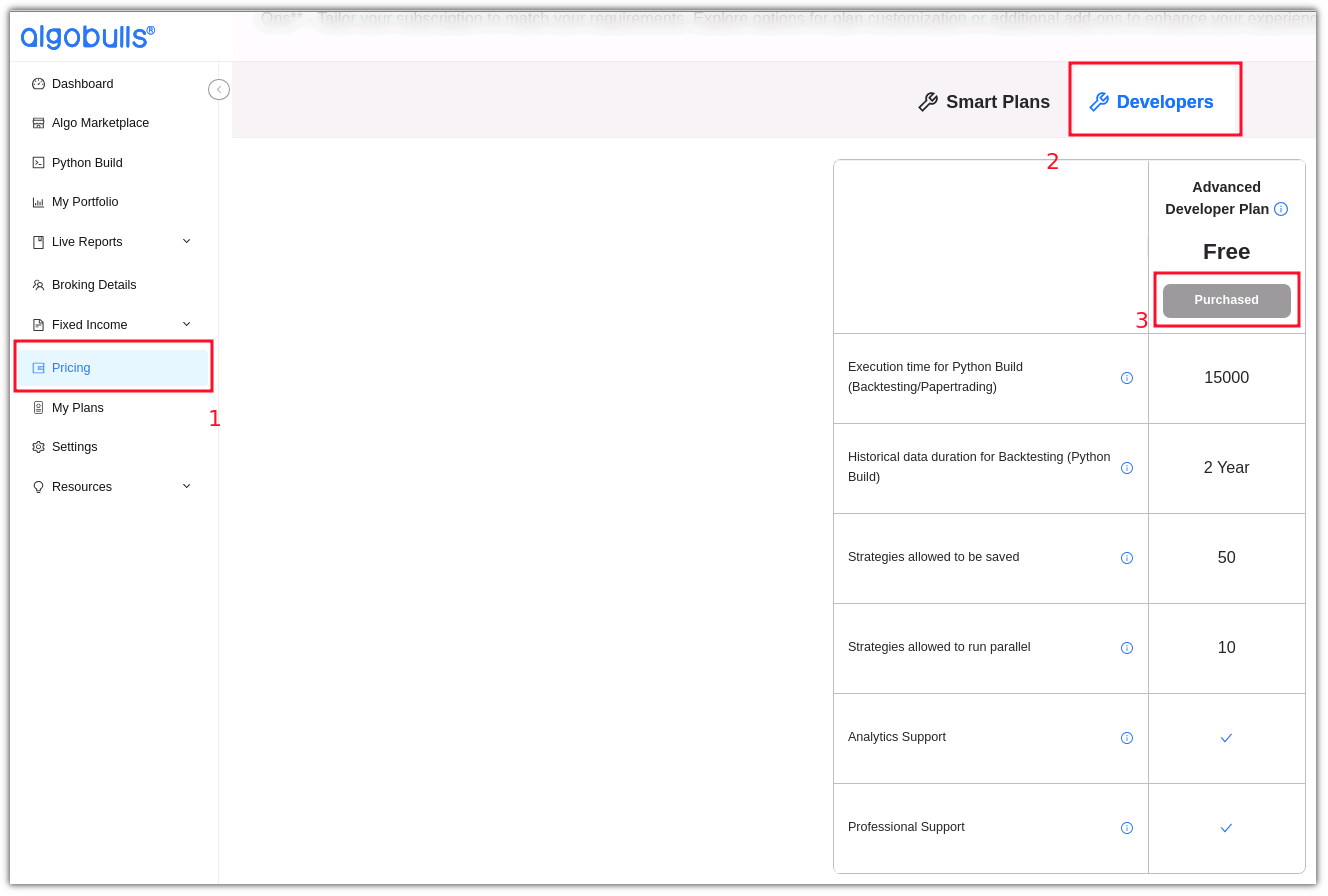 algobulls®
Ons** - Tailor your subscription to match your requirements. Explore options for plan customization or additional add-ons to enhance your experien
Dashboard
Algo Marketplace
Python Build
My Portfolio
Live Reports
Broking Details
Fixed Income
Pricing
1
My Plans
Settings
Resources
Smart Plans
Developers
2
Advanced
Developer Plan
Free
Purchased
3
Execution time for Python Build
(Backtesting/Papertrading)
15000
Historical data duration for Backtesting (Python
Build)
2 Year
Strategies allowed to be saved
50
Strategies allowed to run parallel
10
Analytics Support
Professional Support